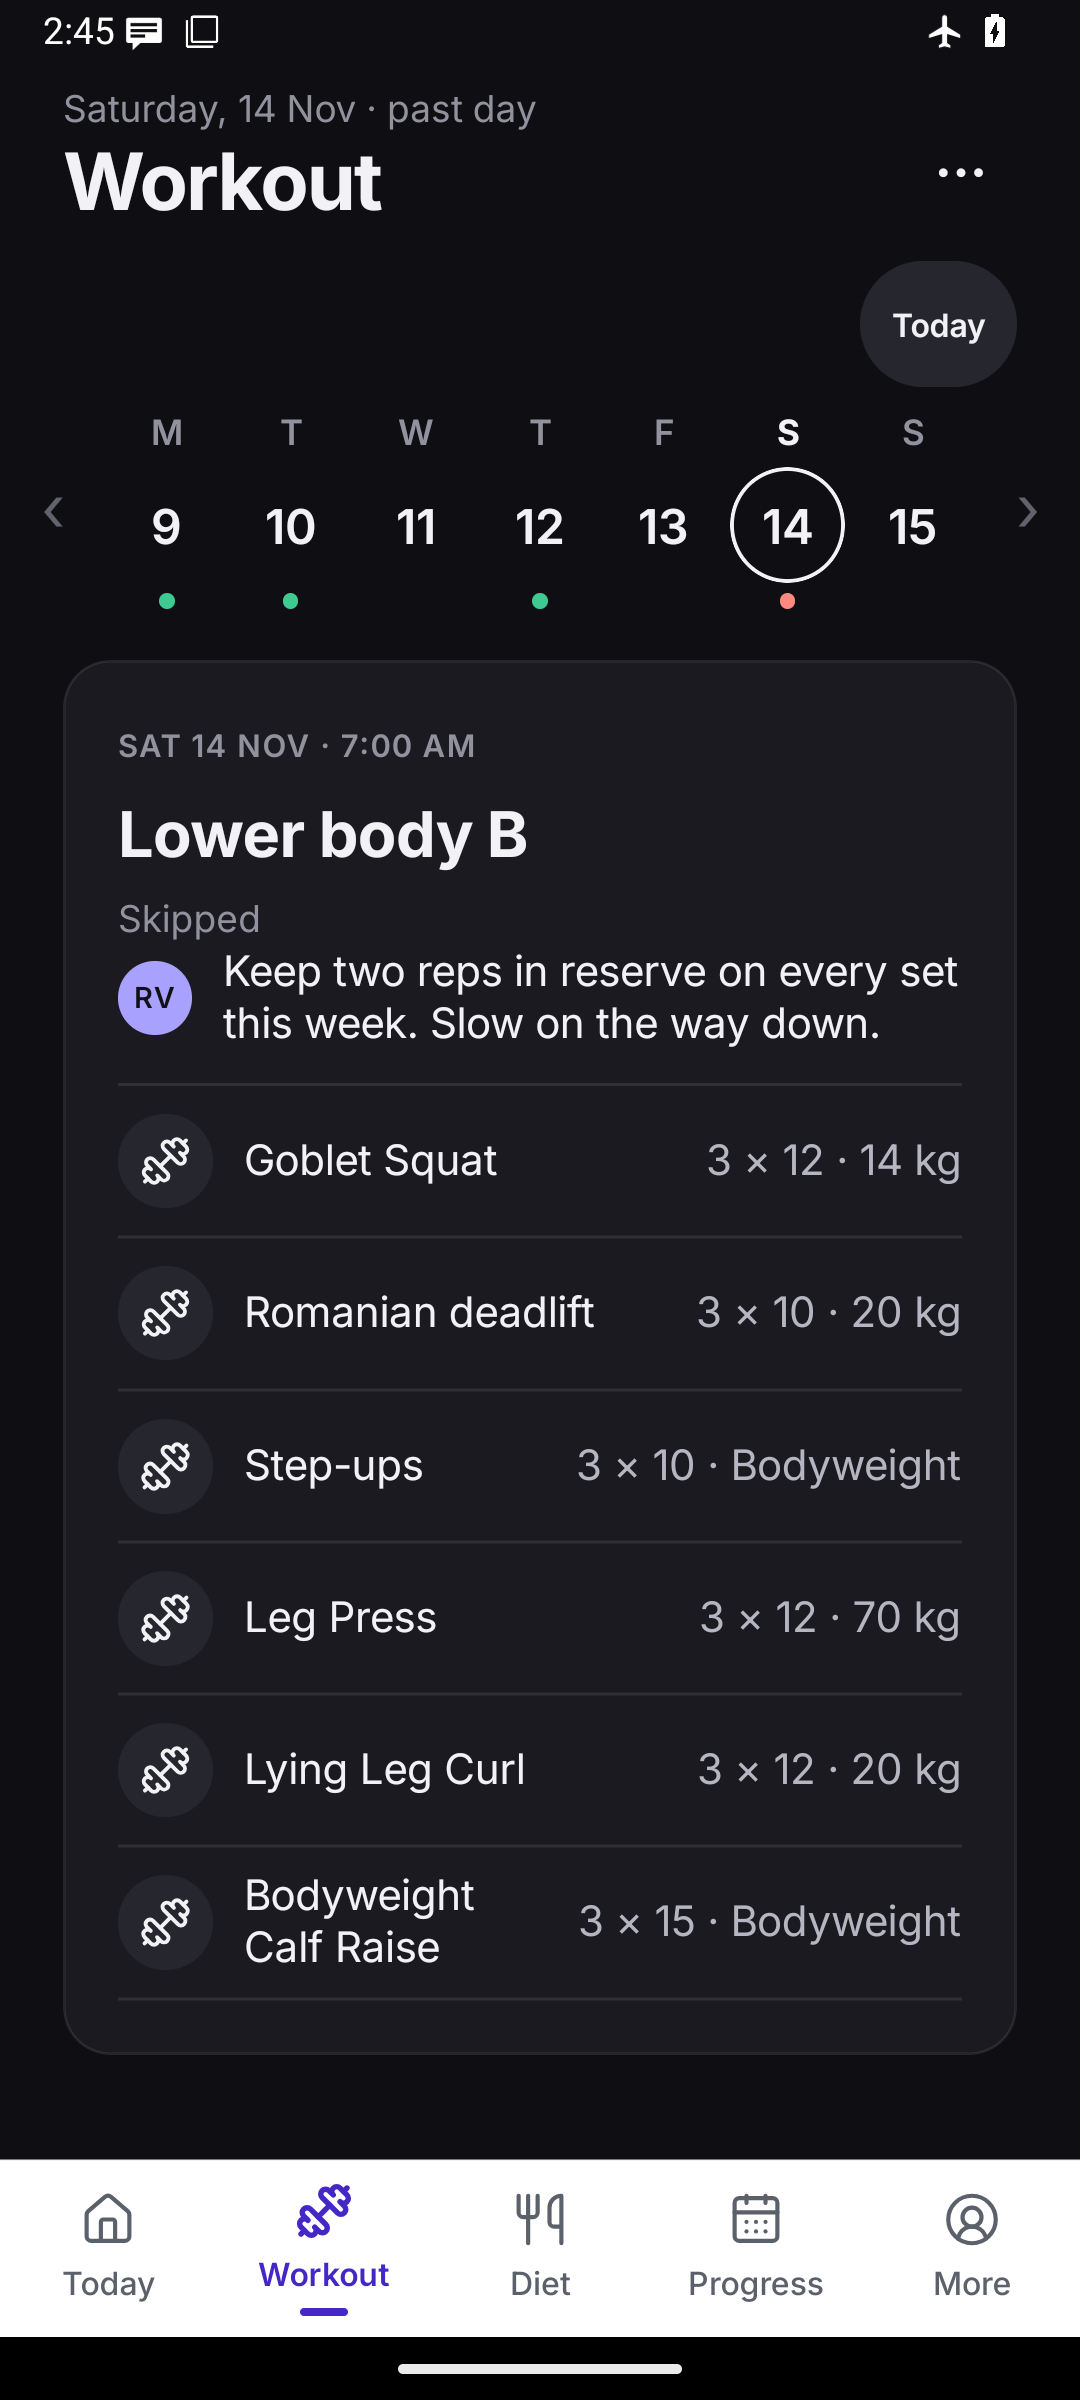 2:45
Saturday, 14 Nov · past day
Workout
Today
M T W T F S S
9 10 11 12 13 14 15
SAT 14 NOV · 7:00 AM
Lower body B
Skipped
RV
Keep two reps in reserve on every set
this week. Slow on the way down.
Goblet Squat 3 × 12 · 14 kg
Romanian deadlift 3 × 10 · 20 kg
Step-ups 3 × 10 · Bodyweight
Leg Press 3 × 12 · 70 kg
Lying Leg Curl 3 × 12 · 20 kg
Bodyweight
Calf Raise 3 × 15 · Bodyweight
Today Workout Diet Progress More